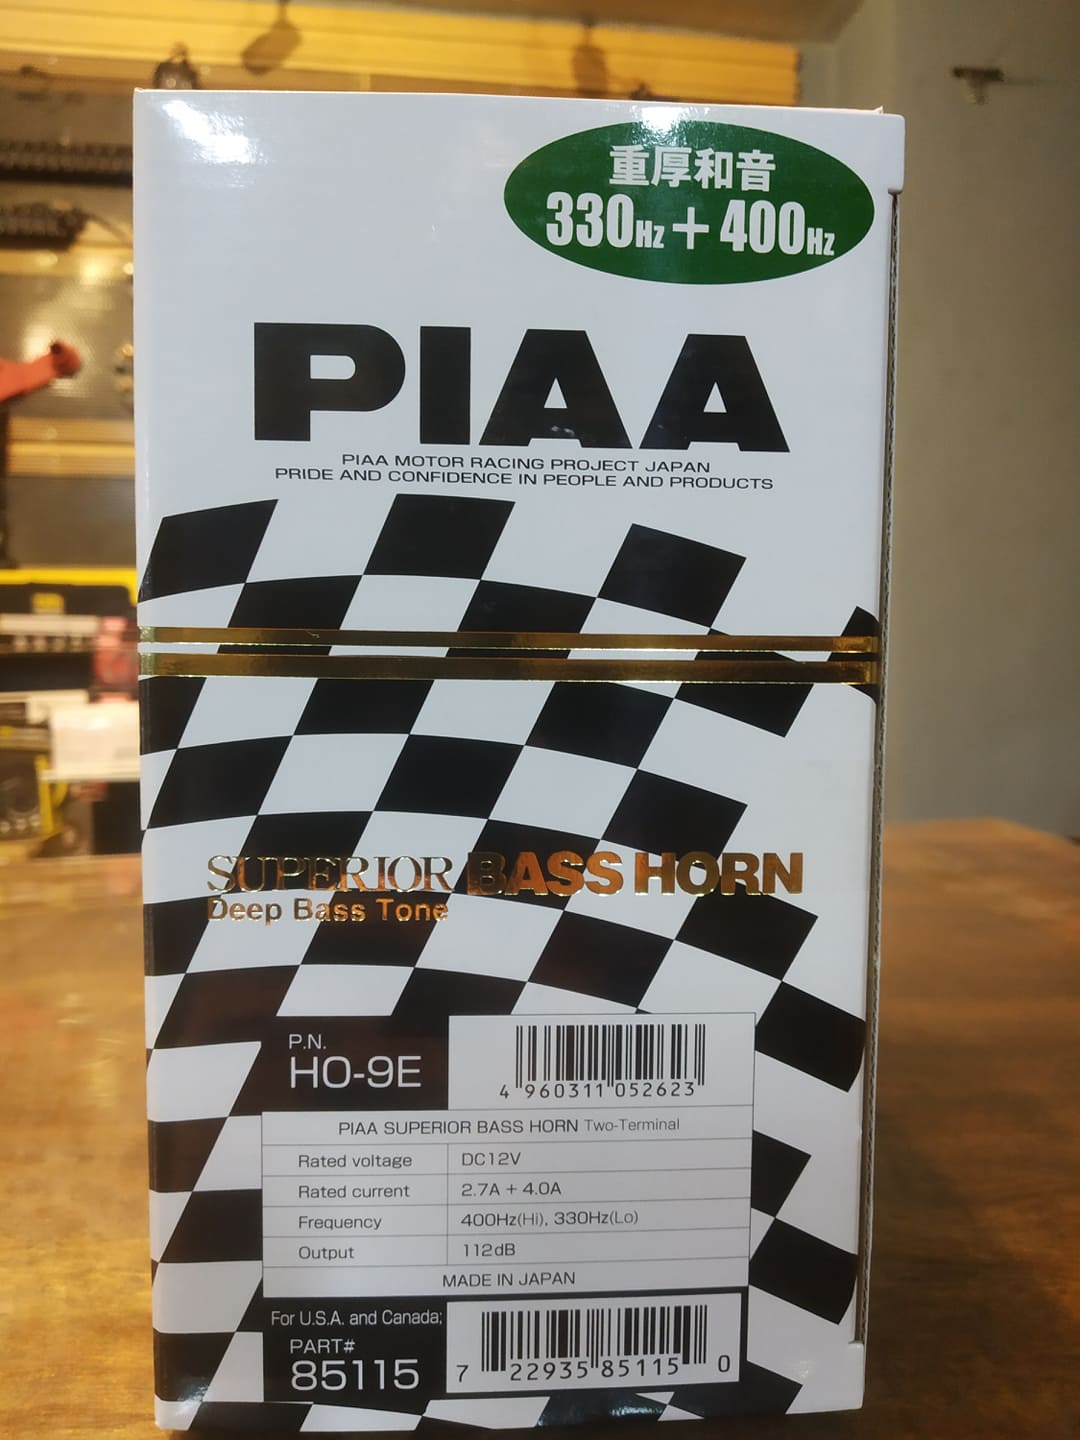 重厚和音
330Hz+400Hz
PIAA
PIAA MOTOR RACING PROJECT JAPAN
PRIDE AND CONFIDENCE IN PEOPLE AND PRODUCTS
SUPERIOR BASS HORN
Deep Bass Tone
P.N.
HO-9E
4 960311 052623
PIAA SUPERIOR BASS HORN Two-Terminal
Rated voltage DC12V
Rated current 2.7A + 4.0A
Frequency 400Hz(Hi), 330Hz(Lo)
Output 112dB
MADE IN JAPAN
For U.S.A. and Canada;
PART#
85115
7 22935 85115 0